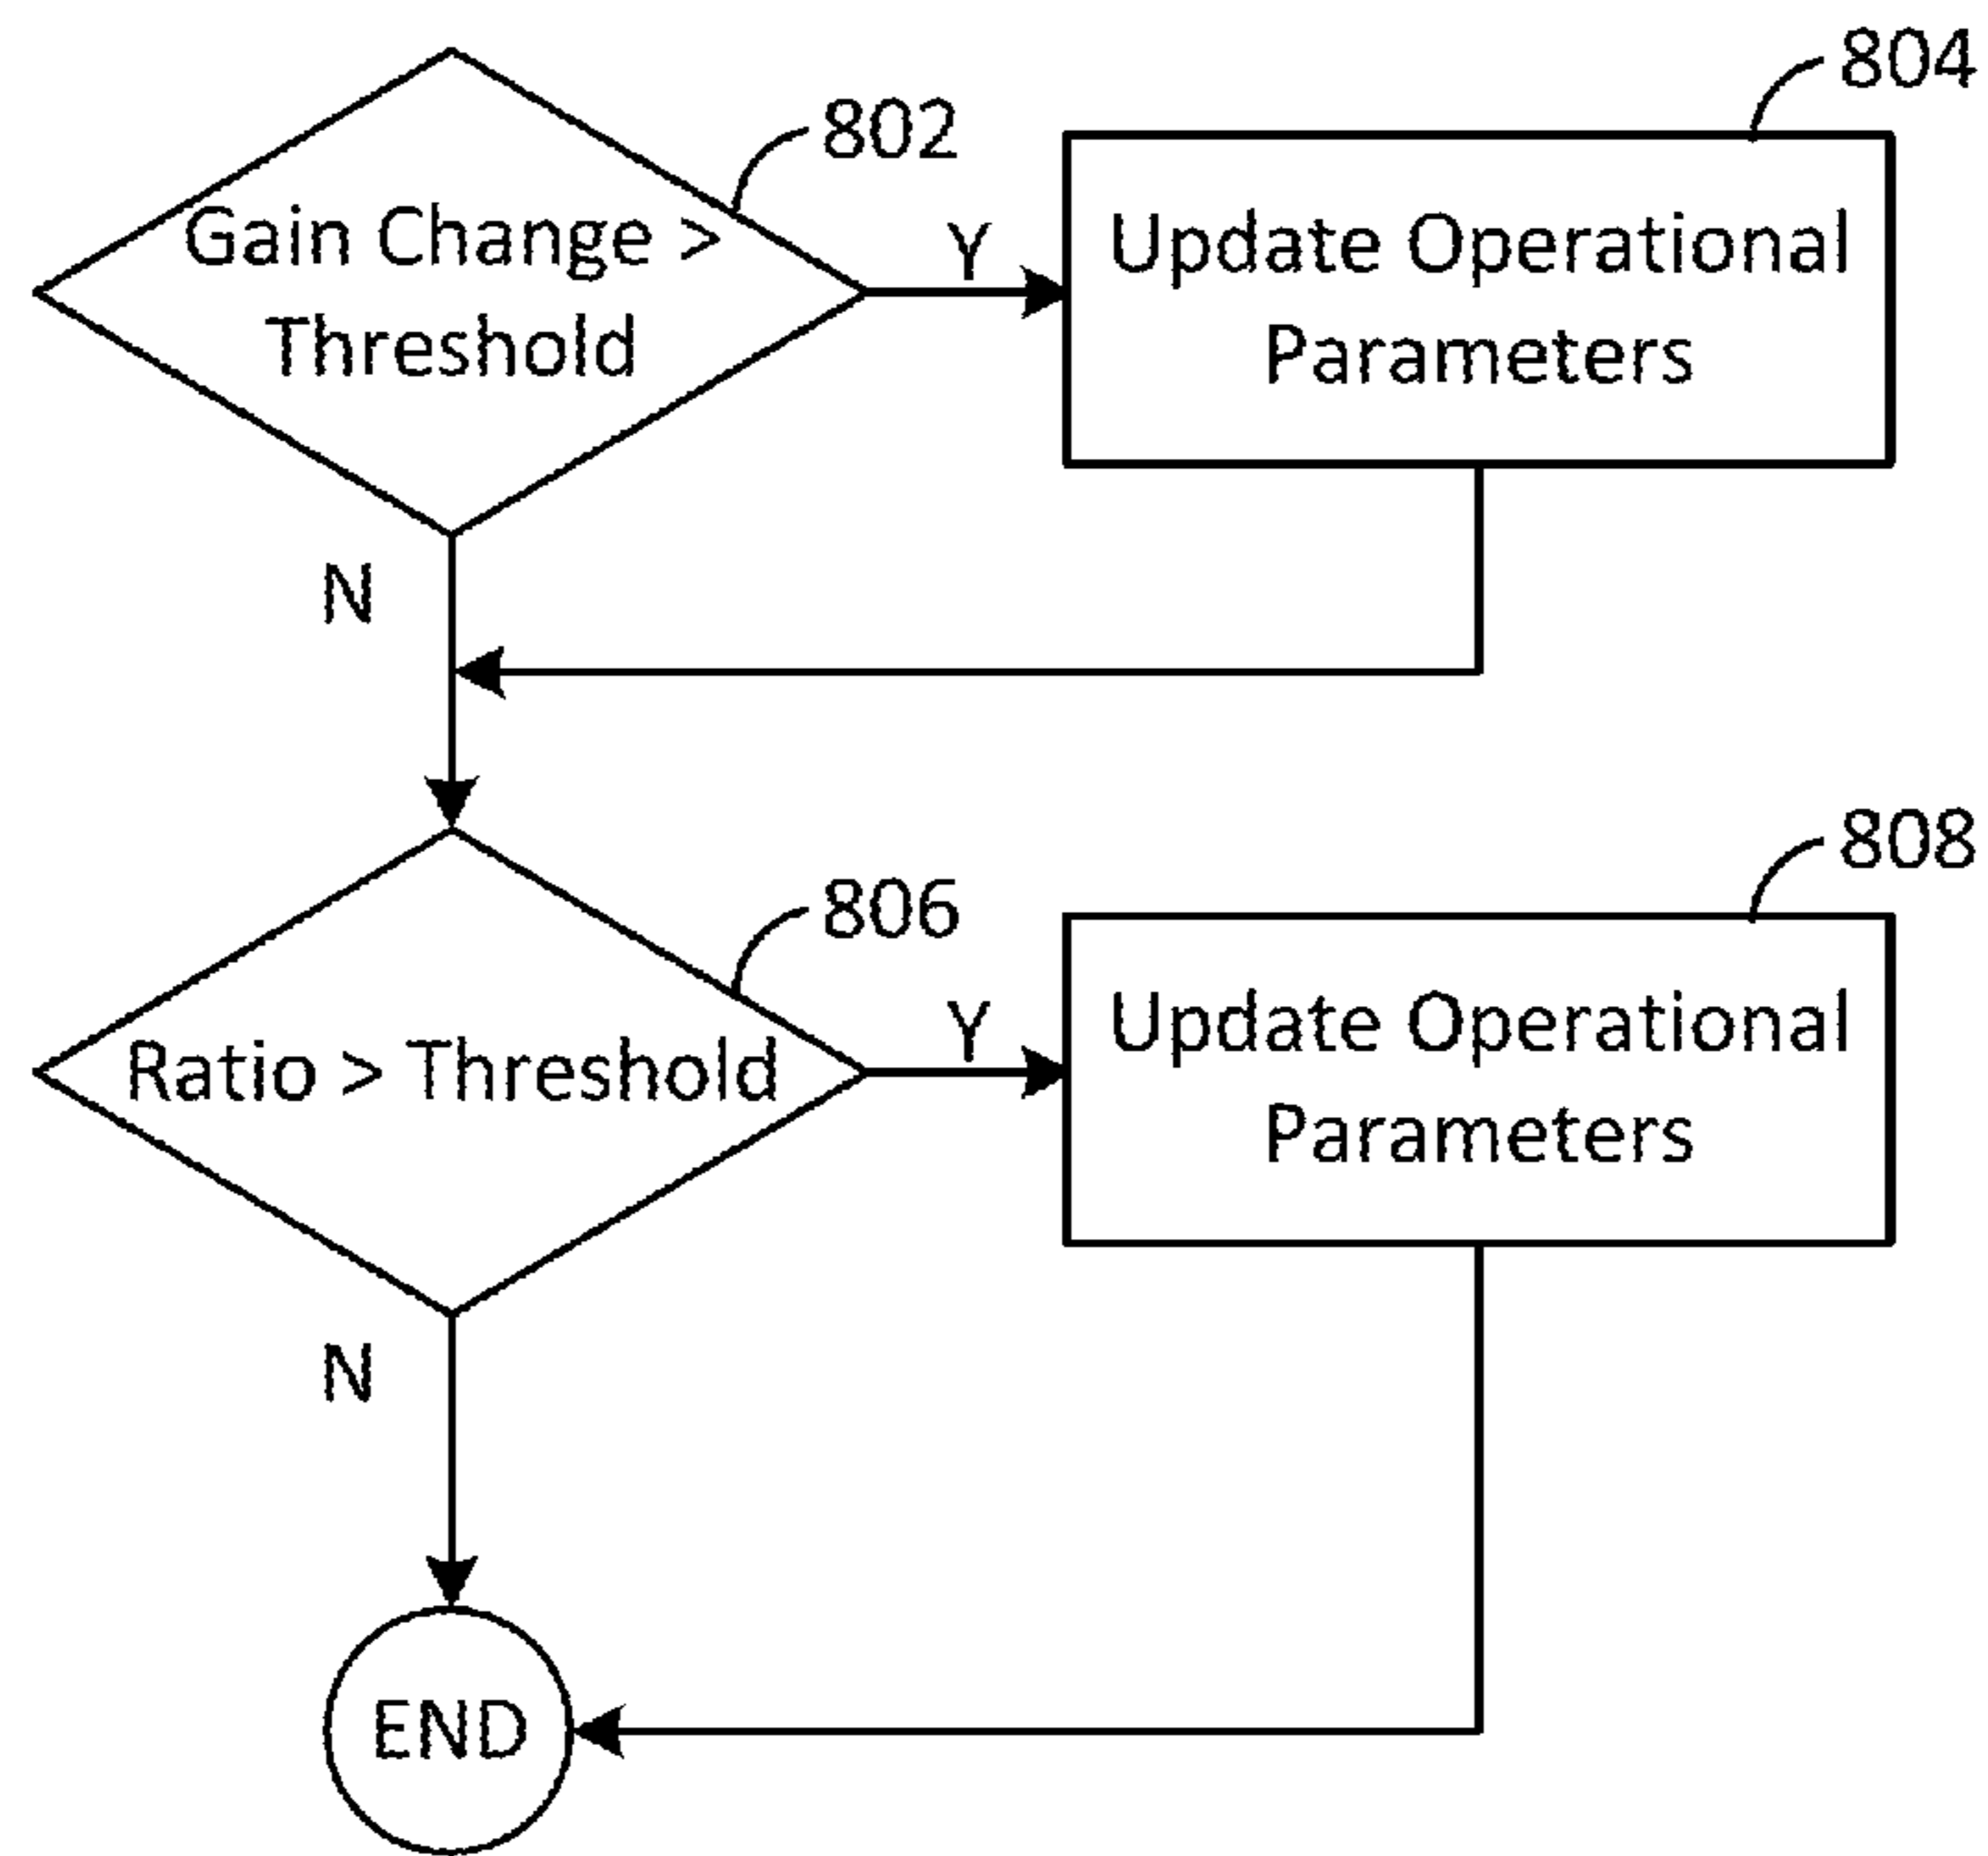 804
802
Gain Change >
Threshold
Y
Update Operational
Parameters
N
808
806
Ratio > Threshold
Y
Update Operational
Parameters
N
END